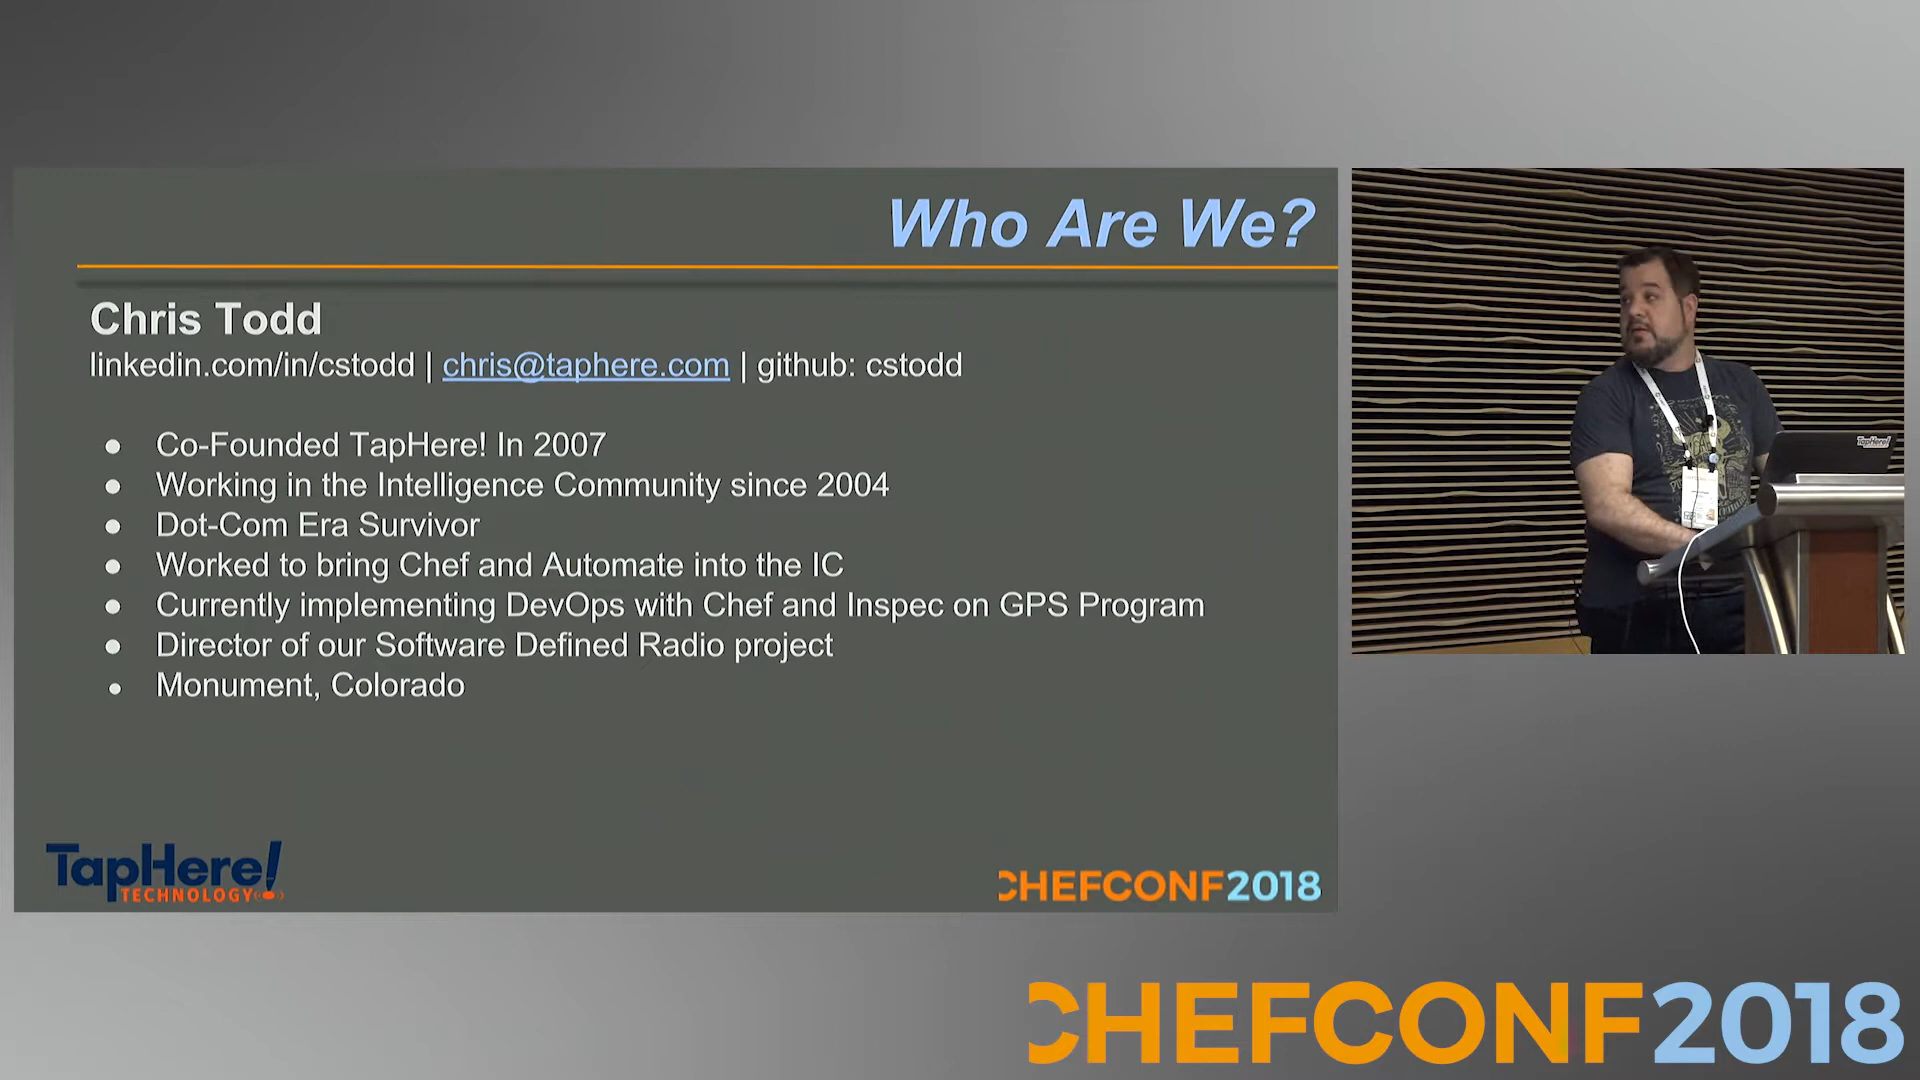 Who Are We?
Chris Todd
linkedin.com/in/cstodd | chris@taphere.com | github: cstodd
● Co-Founded TapHere! In 2007
● Working in the Intelligence Community since 2004
● Dot-Com Era Survivor
● Worked to bring Chef and Automate into the IC
● Currently implementing DevOps with Chef and Inspec on GPS Program
● Director of our Software Defined Radio project
● Monument, Colorado
TapHere!
TECHNOLOGY
CHEFCONF2018
TapHere!
CHEFCONF2018